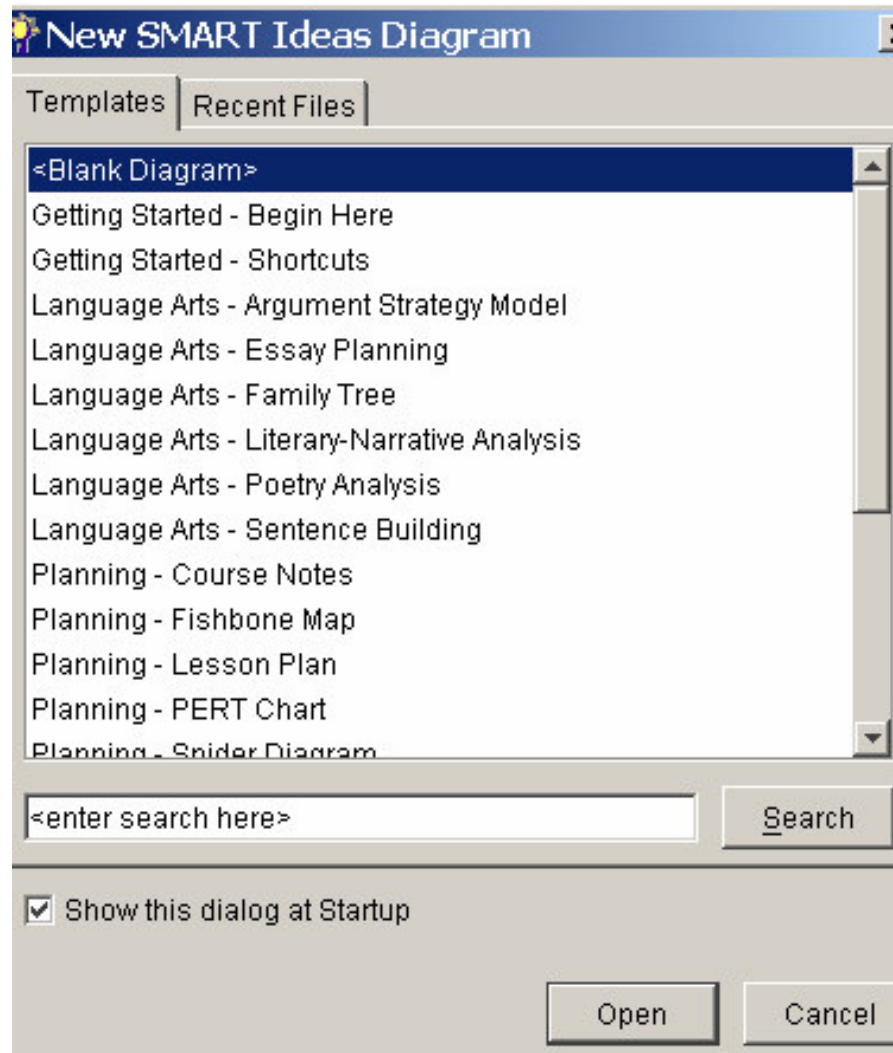 New SMART Ideas Diagram
Templates Recent Files
<Blank Diagram>
Getting Started - Begin Here
Getting Started - Shortcuts
Language Arts - Argument Strategy Model
Language Arts - Essay Planning
Language Arts - Family Tree
Language Arts - Literary-Narrative Analysis
Language Arts - Poetry Analysis
Language Arts - Sentence Building
Planning - Course Notes
Planning - Fishbone Map
Planning - Lesson Plan
Planning - PERT Chart
Planning - Spider Diagram
<enter search here> Search
Show this dialog at Startup
Open Cancel